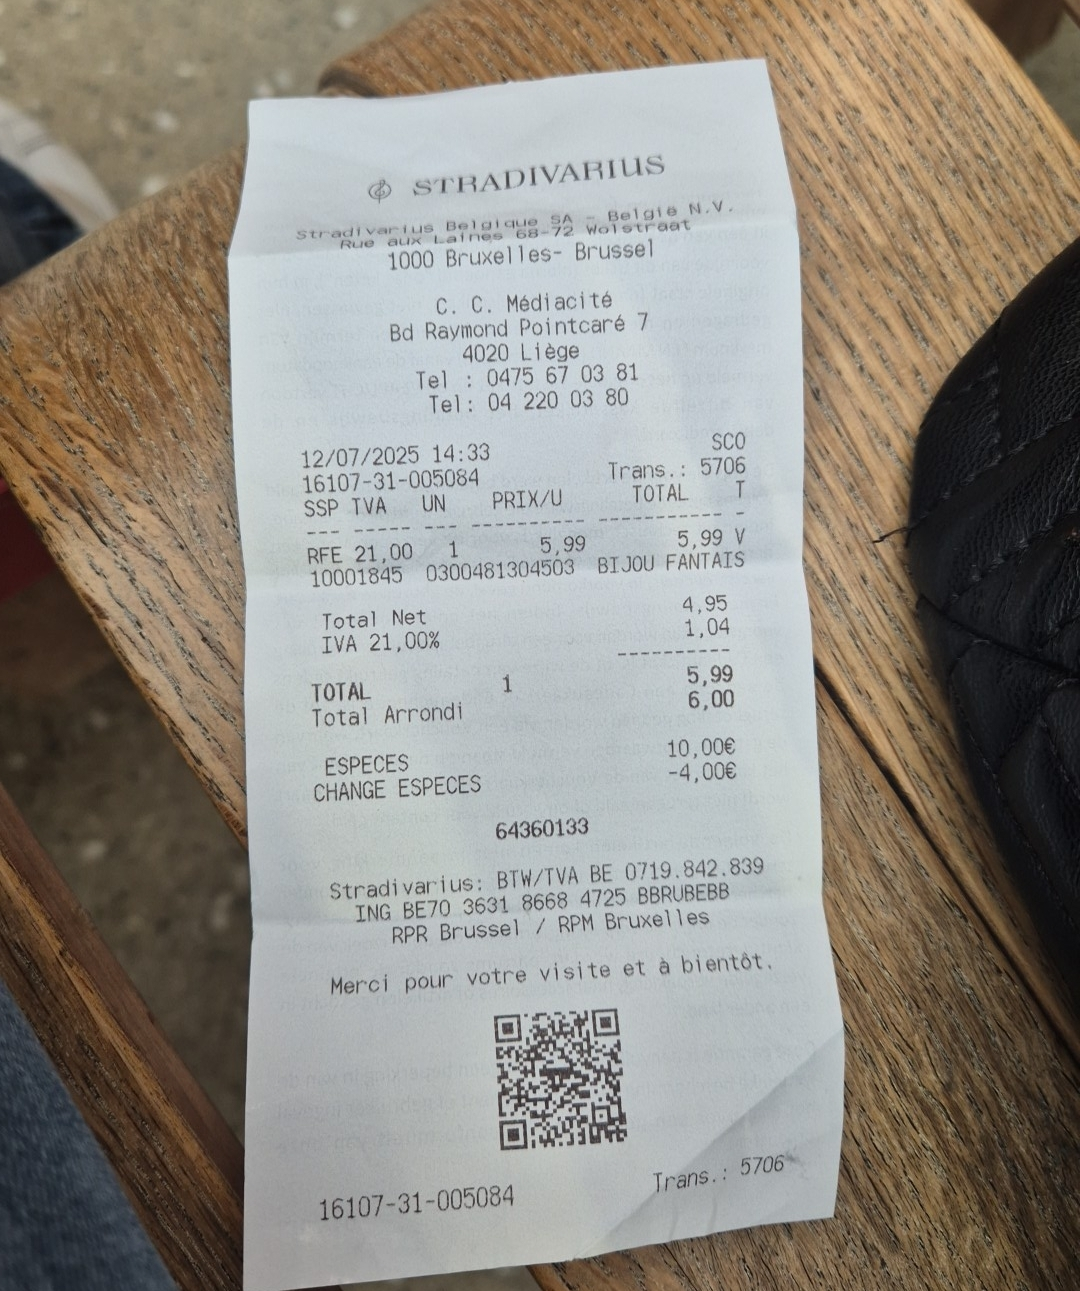 STRADIVARIUS
Stradivarius Belgique SA - België N.V.
Rue aux Laines 68-72 Wolstraat
1000 Bruxelles- Brussel
C. C. Médiacité
Bd Raymond Pointcaré 7
4020 Liège
Tel : 0475 67 03 81
Tel: 04 220 03 80
12/07/2025 14:33 SCO
16107-31-005084 Trans.: 5706
SSP TVA UN PRIX/U TOTAL T
--- ----- --- ---------- ----------- -
RFE 21,00 1 5,99 5,99 V
10001845 0300481304503 BIJOU FANTAIS
Total Net 4,95
IVA 21,00% 1,04
----------
TOTAL 1 5,99
Total Arrondi 6,00
ESPECES 10,00€
CHANGE ESPECES -4,00€
64360133
Stradivarius: BTW/TVA BE 0719.842.839
ING BE70 3631 8668 4725 BBRUBEBB
RPR Brussel / RPM Bruxelles
Merci pour votre visite et à bientôt.
16107-31-005084 Trans.: 5706